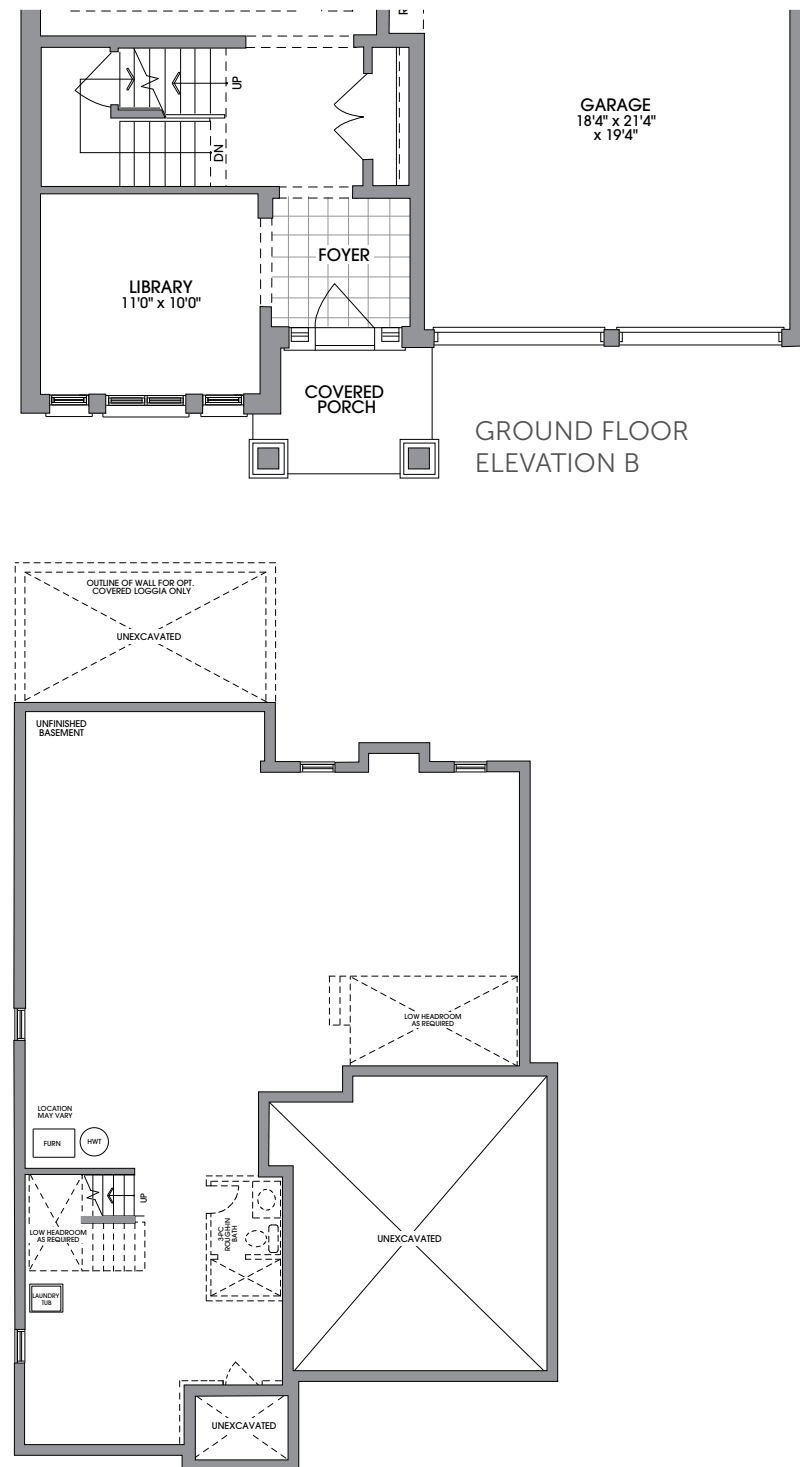 UP
DN
GARAGE
18'4" x 21'4"
x 19'4"
FOYER
LIBRARY
11'0" x 10'0"
COVERED
PORCH
GROUND FLOOR
ELEVATION B
OUTLINE OF WALL FOR OPT.
COVERED LOGGIA ONLY
UNEXCAVATED
UNFINISHED
BASEMENT
LOW HEADROOM
AS REQUIRED
LOCATION
MAY VARY
FURN
HWT
UP
LOW HEADROOM
AS REQUIRED
3-PC
ROUGH-IN
BATH
UNEXCAVATED
LAUNDRY
TUB
UNEXCAVATED